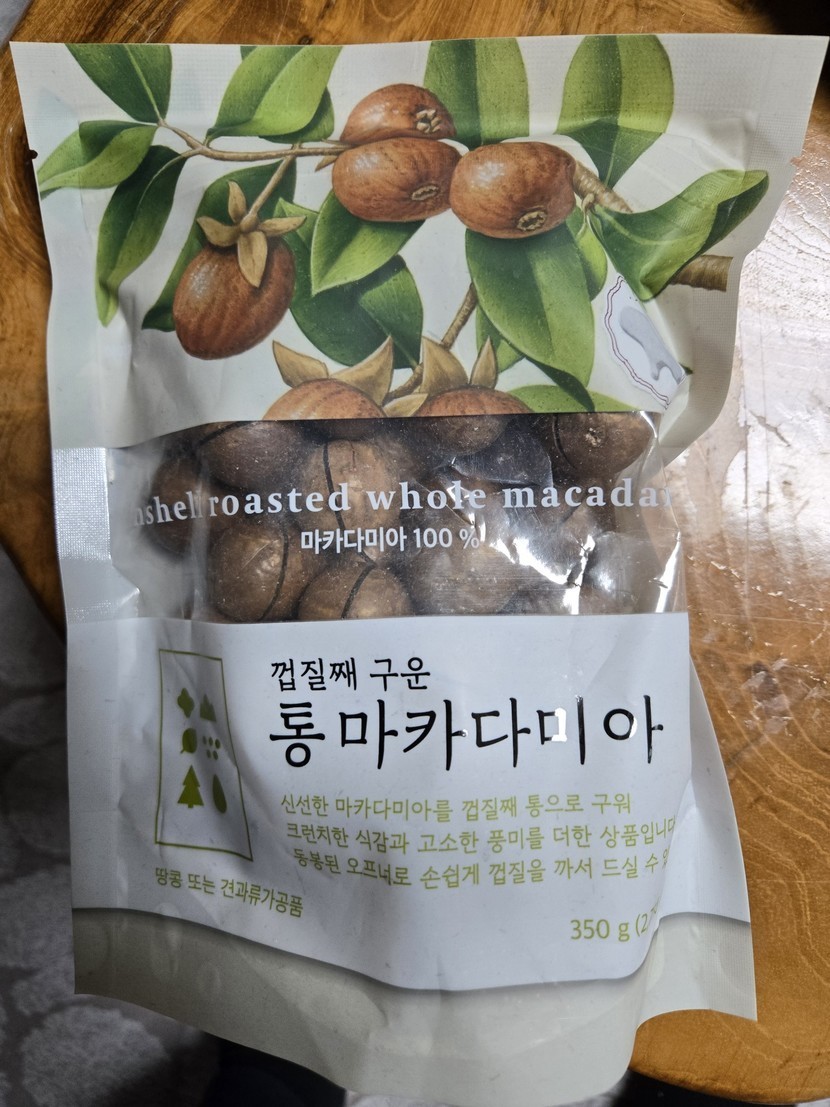 roasted whole
마카다미아 100 %
껍질째 구운
통마카다미아
신선한 마카다미아를 껍질째 통으로 구워
크런치한 식감과 고소한 풍미를 더한 상품입니다
동봉된 오프너로 손쉽게 껍질을 까서 드실 수
땅콩 또는 견과류가공품
350 g